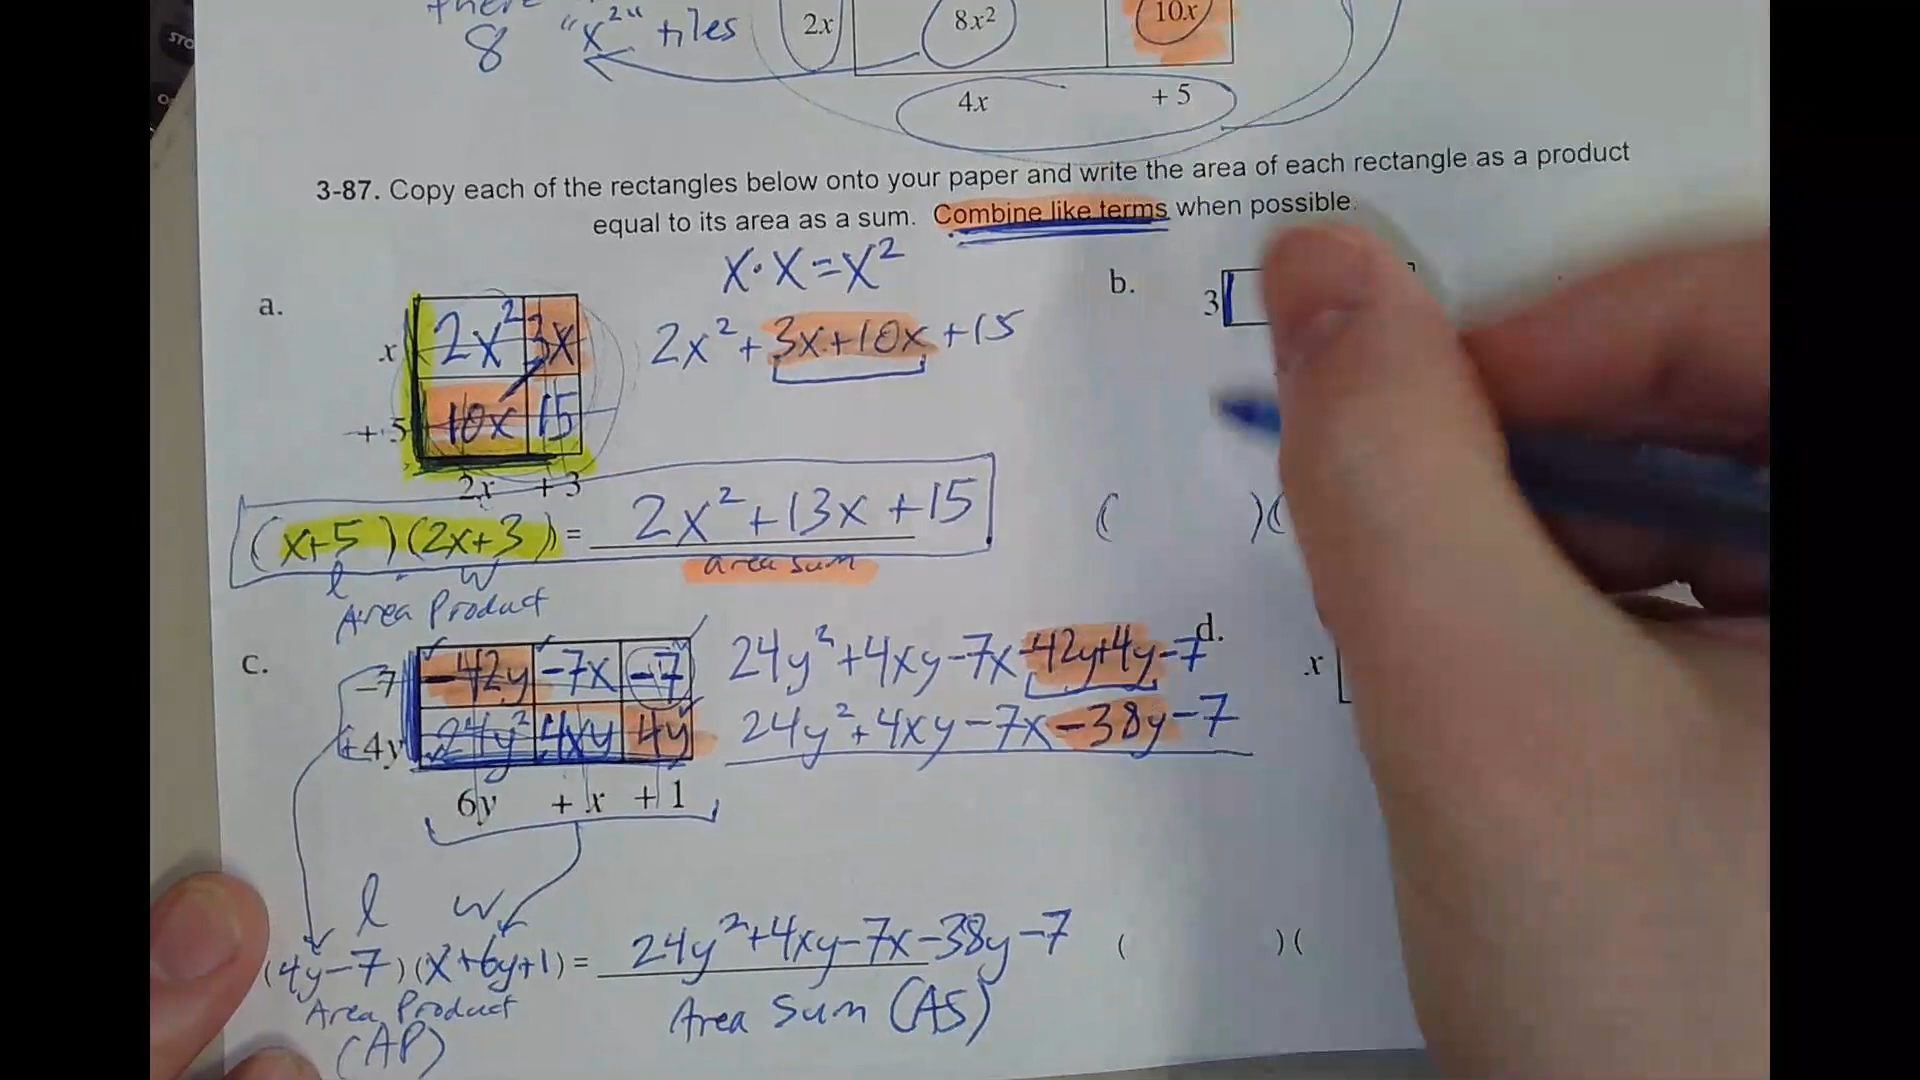 there
8 "x²" tiles
2x 8x² 10x
4x + 5
3-87. Copy each of the rectangles below onto your paper and write the area of each rectangle as a product
equal to its area as a sum. Combine like terms when possible.
x·x=x²
a.
b.
x 2x² 3x
2x²+3x+10x+15
3
+5 10x 15
2x +3
(x+5)(2x+3)= 2x²+13x+15
( )(
l w
area sum
Area Product
c.
-7 -42y -7x -7
24y²+4xy-7x-42y+4y-7
d.
x
+4y 24y² 4xy 4y
24y²+4xy-7x-38y-7
6y + x + 1
l w
(4y-7)(x+6y+1)= 24y²+4xy-7x-38y-7
( )(
Area Product
(AP)
Area Sum (AS)